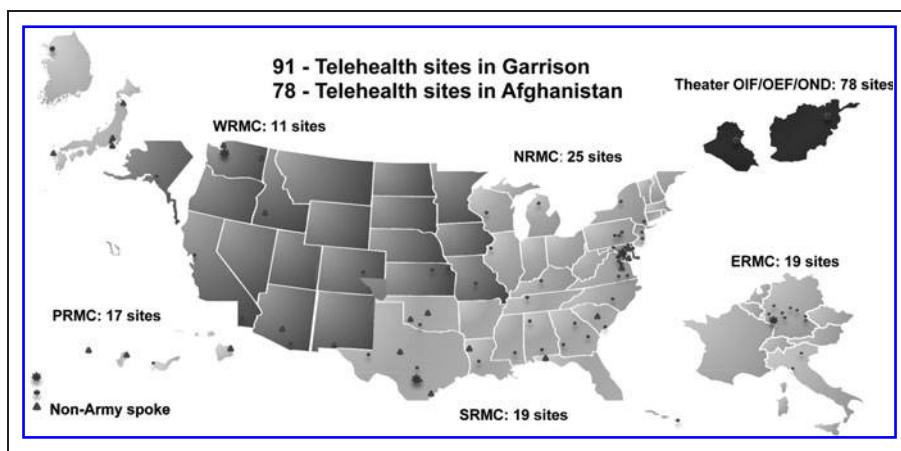 91 - Telehealth sites in Garrison
78 - Telehealth sites in Afghanistan
Theater OIF/OEF/OND: 78 sites
WRMC: 11 sites
NRMC: 25 sites
ERMC: 19 sites
PRMC: 17 sites
Non-Army spoke
SRMC: 19 sites